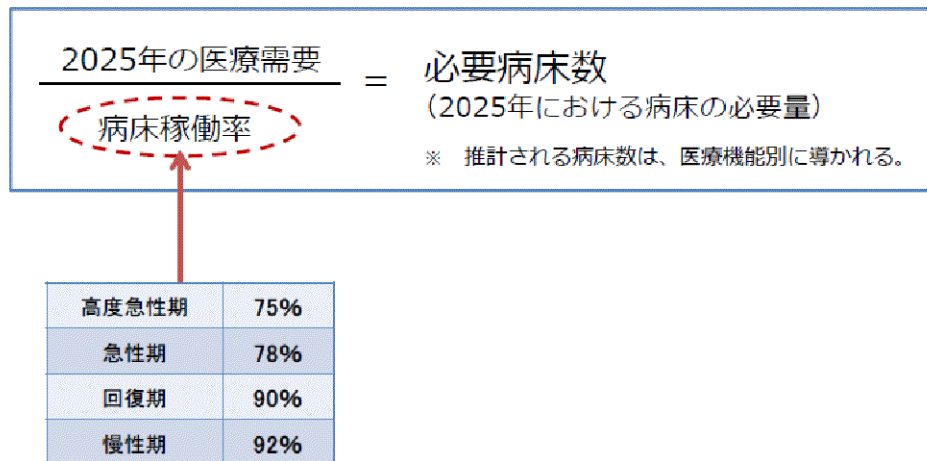 2025年の医療需要
病床稼働率
=
必要病床数
（2025年における病床の必要量）
※　推計される病床数は、医療機能別に導かれる。
高度急性期 75%
急性期 78%
回復期 90%
慢性期 92%